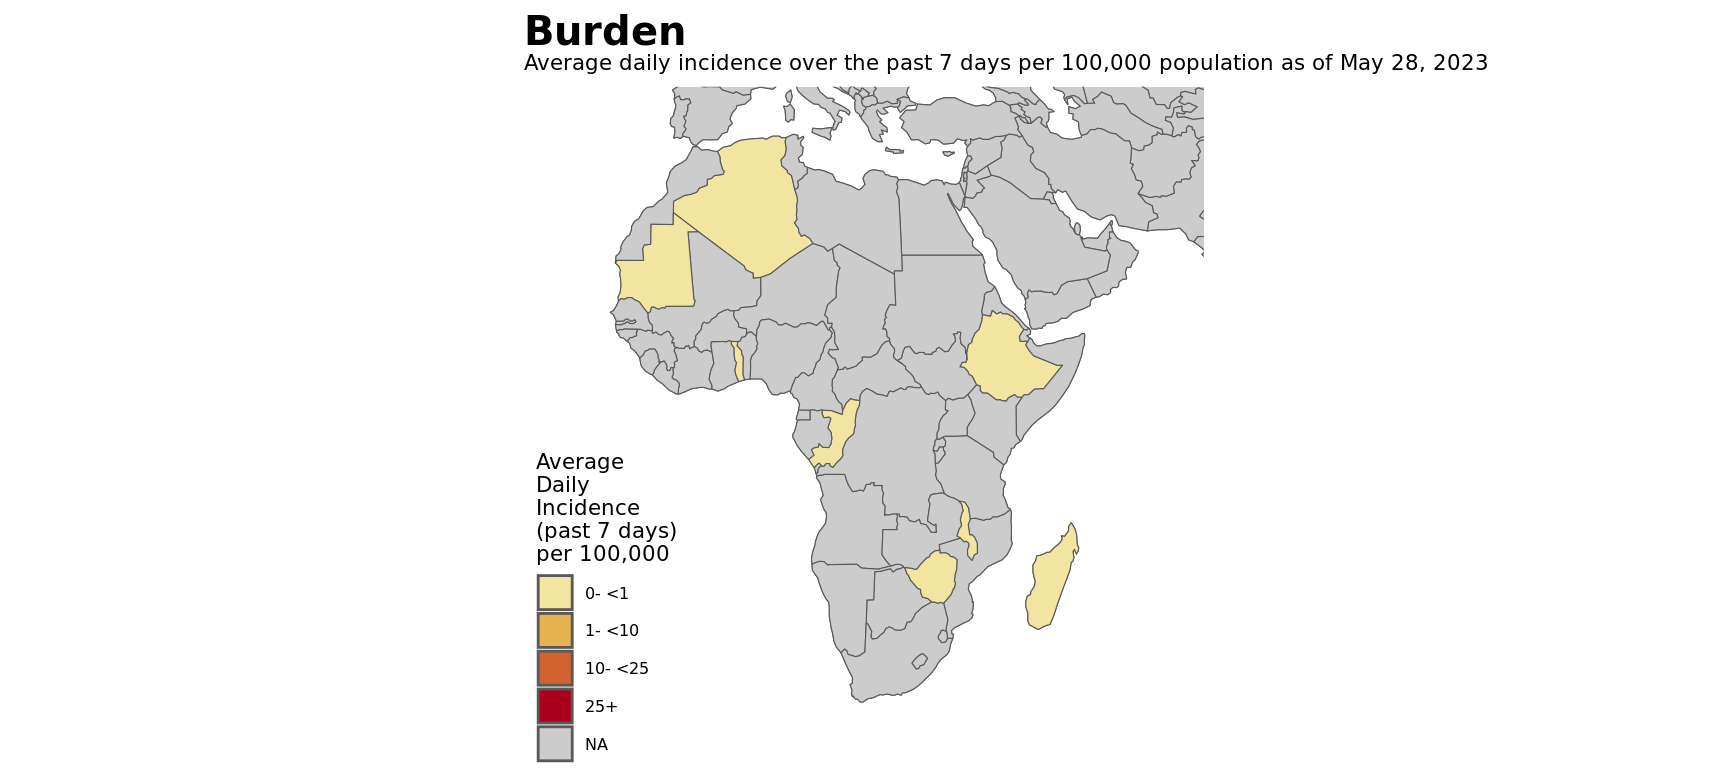 Burden
Average daily incidence over the past 7 days per 100,000 population as of May 28, 2023
Average
Daily
Incidence
(past 7 days)
per 100,000
0- <1
1- <10
10- <25
25+
NA